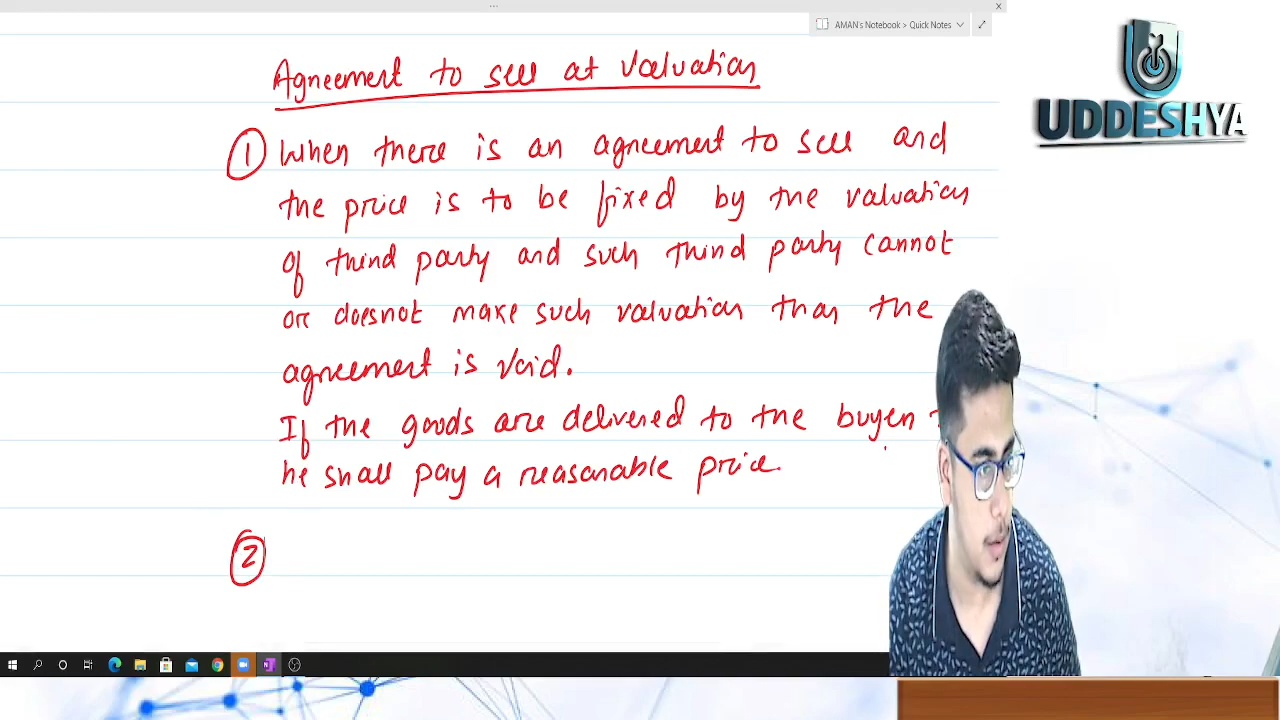 AMAN's Notebook > Quick Notes
UDDESHYA
Agreement to sell at valuation
① When there is an agreement to sell and
the price is to be fixed by the valuation
of third party and such third party cannot
or doesnot make such valuation than the
agreement is void.
If the goods are delivered to the buyer
he shall pay a reasonable price.
②